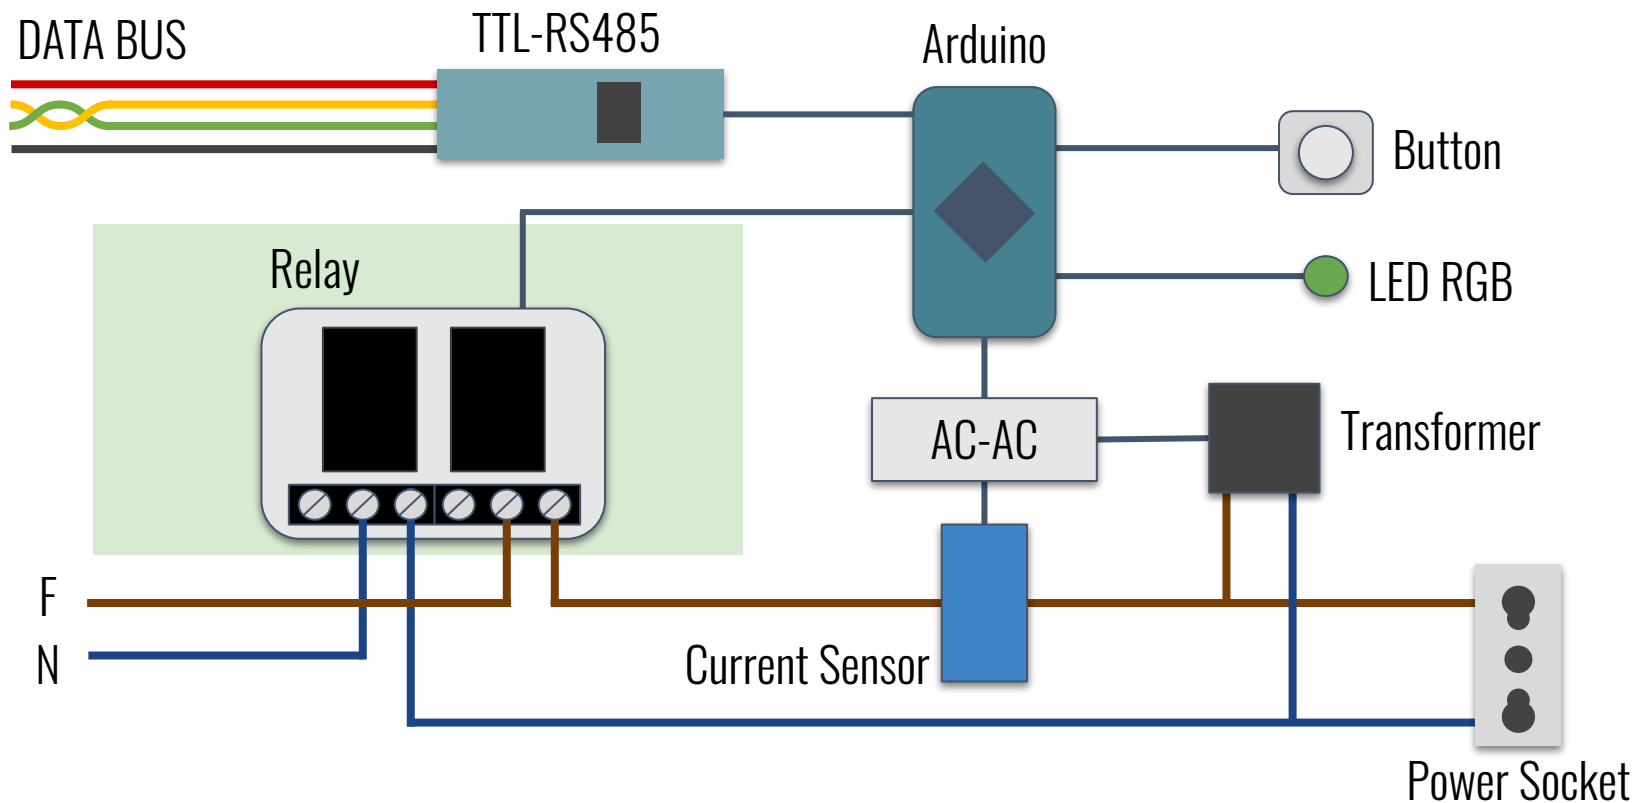 DATA BUS
TTL-RS485
Arduino
Button
Relay
LED RGB
AC-AC
Transformer
F
N
Current Sensor
Power Socket